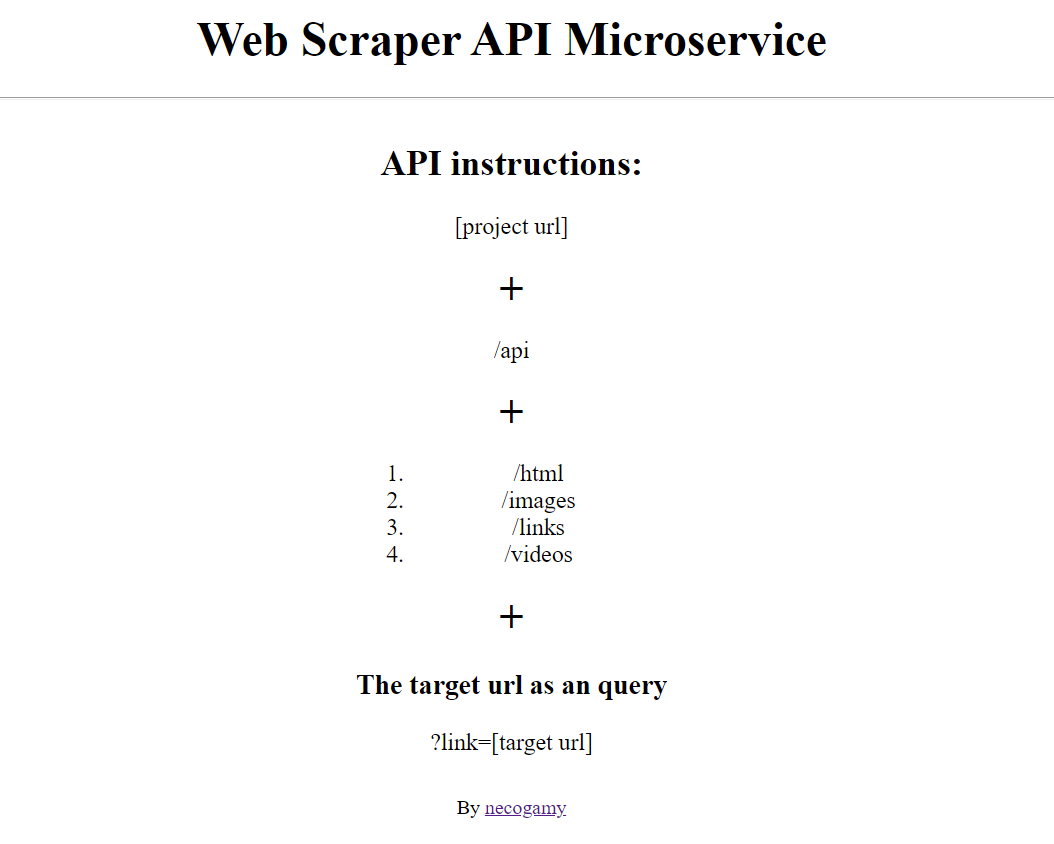 Web Scraper API Microservice
API instructions:
[project url]
+
/api
+
1. /html
2. /images
3. /links
4. /videos
+
The target url as an query
?link=[target url]
By necogamy